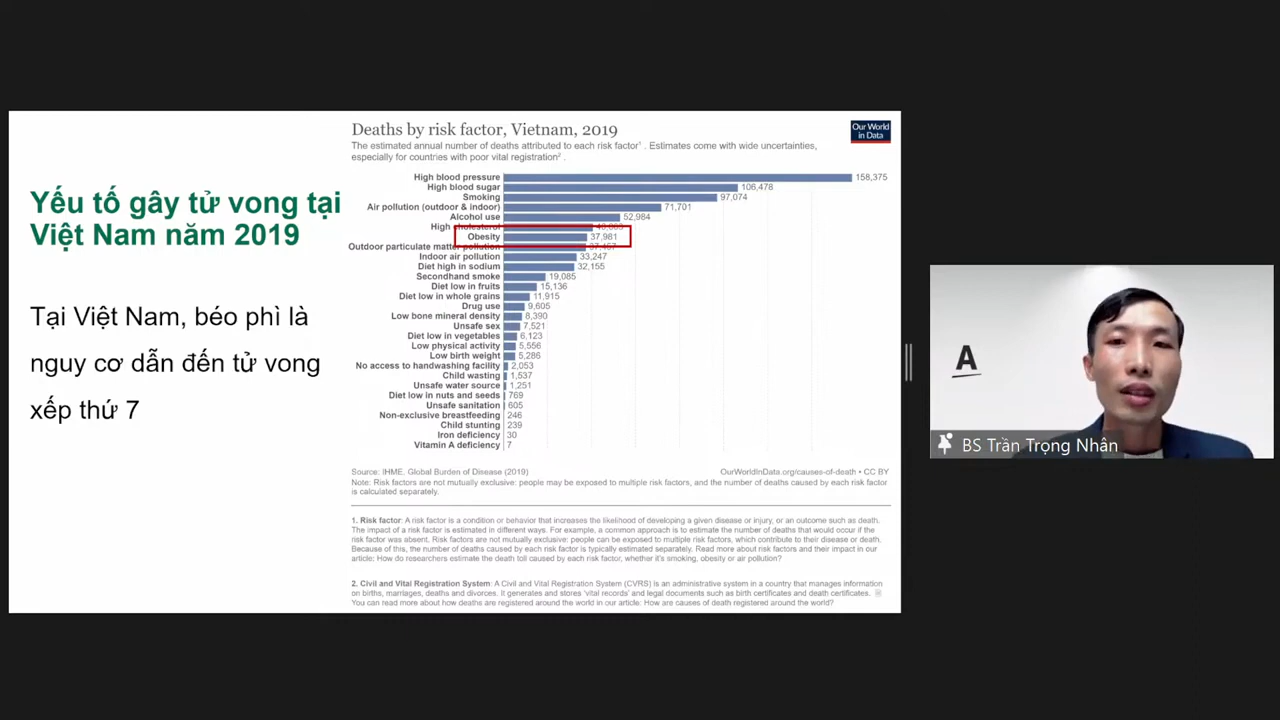 Yếu tố gây tử vong tại
Việt Nam năm 2019
Tại Việt Nam, béo phì là
nguy cơ dẫn đến tử vong
xếp thứ 7
Deaths by risk factor, Vietnam, 2019
Our World
in Data
The estimated annual number of deaths attributed to each risk factor¹ . Estimates come with wide uncertainties,
especially for countries with poor vital registration² .
High blood pressure 158,375
High blood sugar 106,478
Smoking 97,074
Air pollution (outdoor & indoor) 71,701
Alcohol use 52,984
High cholesterol
Obesity 37,981
Outdoor particulate matter pollution
Indoor air pollution 33,247
Diet high in sodium 32,155
Secondhand smoke 19,085
Diet low in fruits 15,136
Diet low in whole grains 11,915
Drug use 9,605
Low bone mineral density 8,390
Unsafe sex 7,521
Diet low in vegetables 6,123
Low physical activity 5,556
Low birth weight 5,286
No access to handwashing facility 2,053
Child wasting 1,537
Unsafe water source 1,251
Diet low in nuts and seeds 769
Unsafe sanitation 605
Non-exclusive breastfeeding 246
Child stunting 239
Iron deficiency 30
Vitamin A deficiency 7
Source: IHME, Global Burden of Disease (2019) OurWorldInData.org/causes-of-death • CC BY
Note: Risk factors are not mutually exclusive: people may be exposed to multiple risk factors, and the number of deaths caused by each risk factor
is calculated separately.
1. Risk factor: A risk factor is a condition or behavior that increases the likelihood of developing a given disease or injury, or an outcome such as death.
The impact of a risk factor is estimated in different ways. For example, a common approach is to estimate the number of deaths that would occur if the
risk factor was absent. Risk factors are not mutually exclusive: people can be exposed to multiple risk factors, which contribute to their disease or death.
Because of this, the number of deaths caused by each risk factor is typically estimated separately. Read more about risk factors and their impact in our
article: How do researchers estimate the death toll caused by each risk factor, whether it's smoking, obesity or air pollution?
2. Civil and Vital Registration System: A Civil and Vital Registration System (CVRS) is an administrative system in a country that manages information
on births, marriages, deaths and divorces. It generates and stores 'vital records' and legal documents such as birth certificates and death certificates.
You can read more about how deaths are registered around the world in our article: How are causes of death registered around the world?
A
BS Trần Trọng Nhân